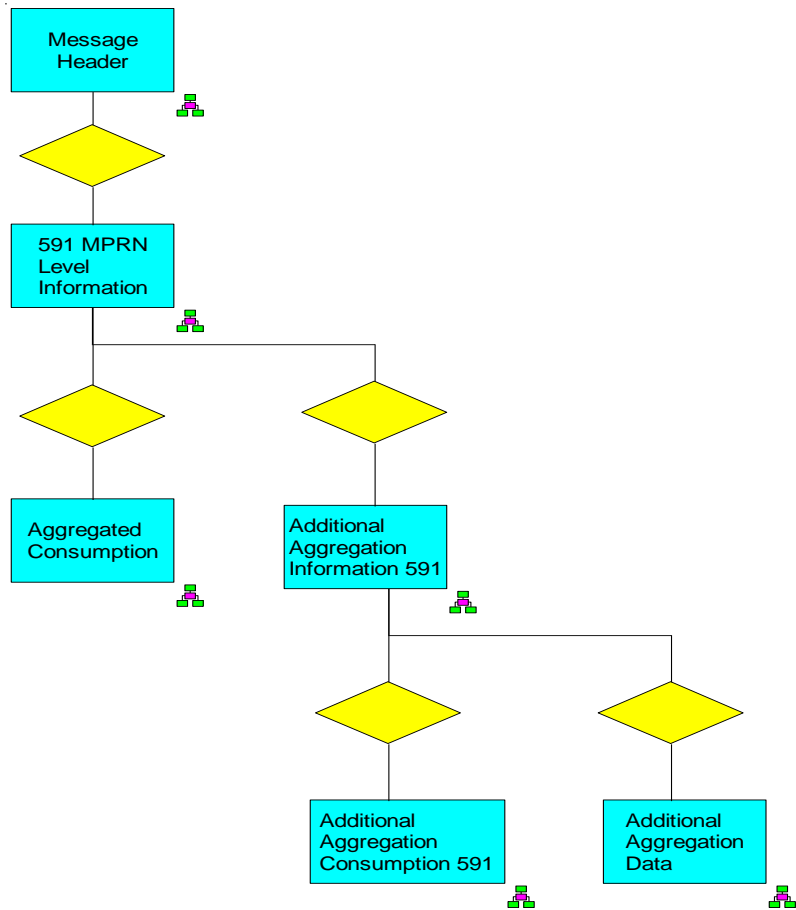 Message
Header
591 MPRN
Level
Information
Aggregated
Consumption
Additional
Aggregation
Information 591
Additional
Aggregation
Consumption 591
Additional
Aggregation
Data